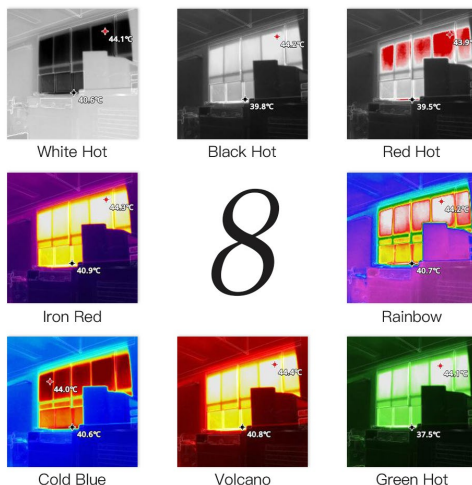 44.1°C
40.6°C
White Hot
44.2°C
39.8°C
Black Hot
43.9°
39.5°C
Red Hot
44.3°C
40.9°C
Iron Red
8
44.2°C
40.7°C
Rainbow
44.0°C
40.6°C
Cold Blue
44.4°C
40.8°C
Volcano
44.1°C
37.5°C
Green Hot